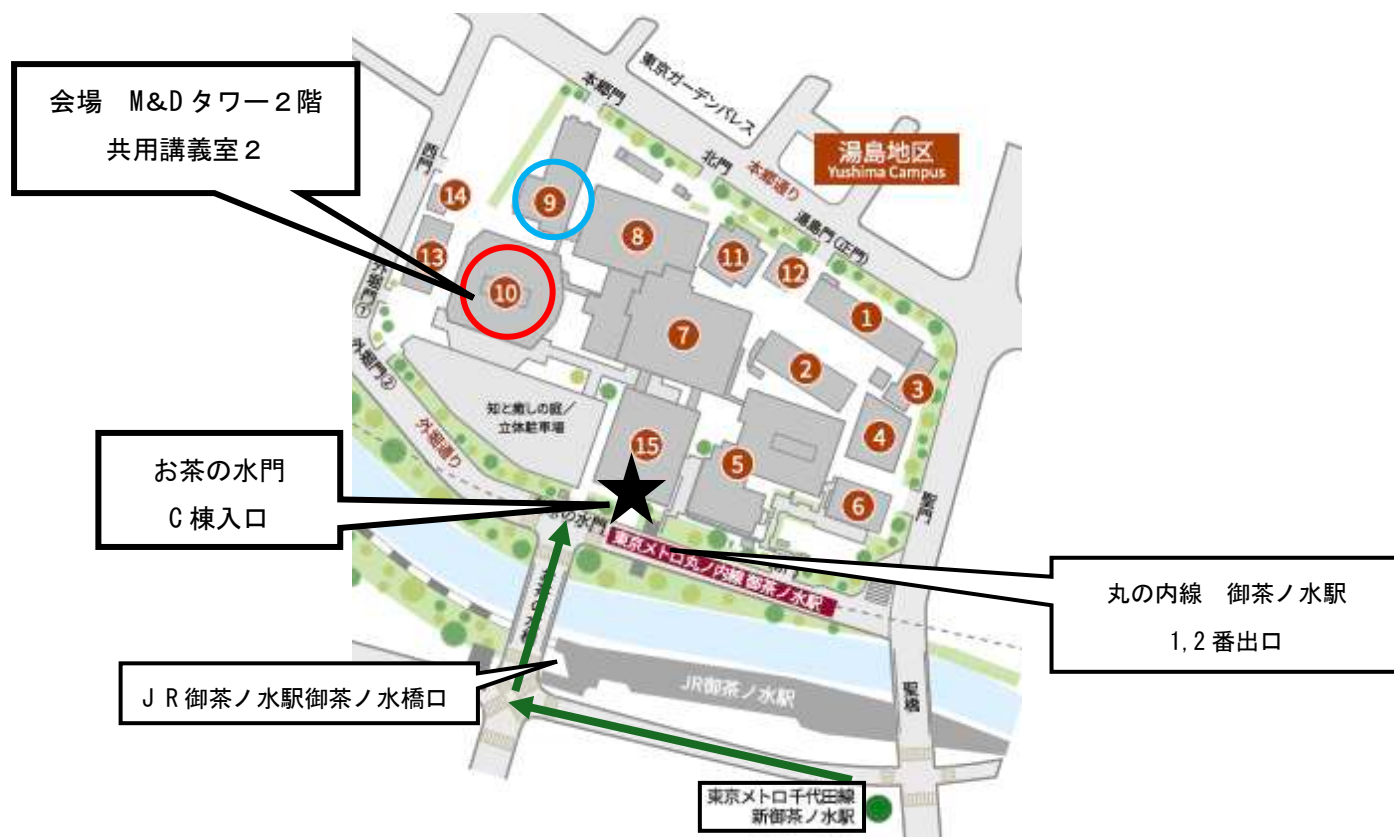 会場　M&Dタワー２階
共用講義室２
東京ガーデンパレス
本郷門
湯島地区
Yushima Campus
北門
本郷通り
西門
湯島門(正門)
14
9
8
11
12
13
10
1
外堀門①
7
2
3
外堀門②
知と癒しの庭／
立体駐車場
外堀通り
15
4
5
6
お茶の水門
C棟入口
の水門
聖門
東京メトロ丸ノ内線 御茶ノ水駅
丸の内線　御茶ノ水駅
1,2番出口
ＪＲ御茶ノ水駅御茶ノ水橋口
JR御茶ノ水駅
聖橋
東京メトロ千代田線
新御茶ノ水駅